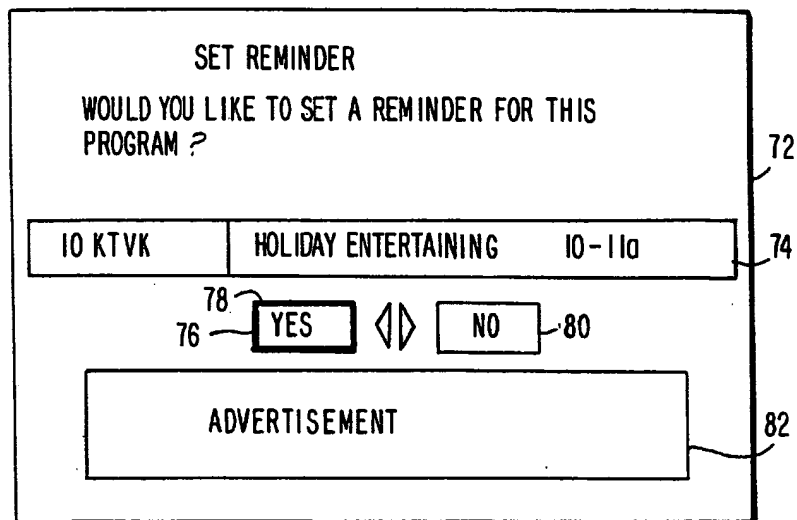 SET REMINDER
WOULD YOU LIKE TO SET A REMINDER FOR THIS
PROGRAM ?
72
10 KTVK HOLIDAY ENTERTAINING 10-11a
74
78
76 YES NO 80
ADVERTISEMENT
82